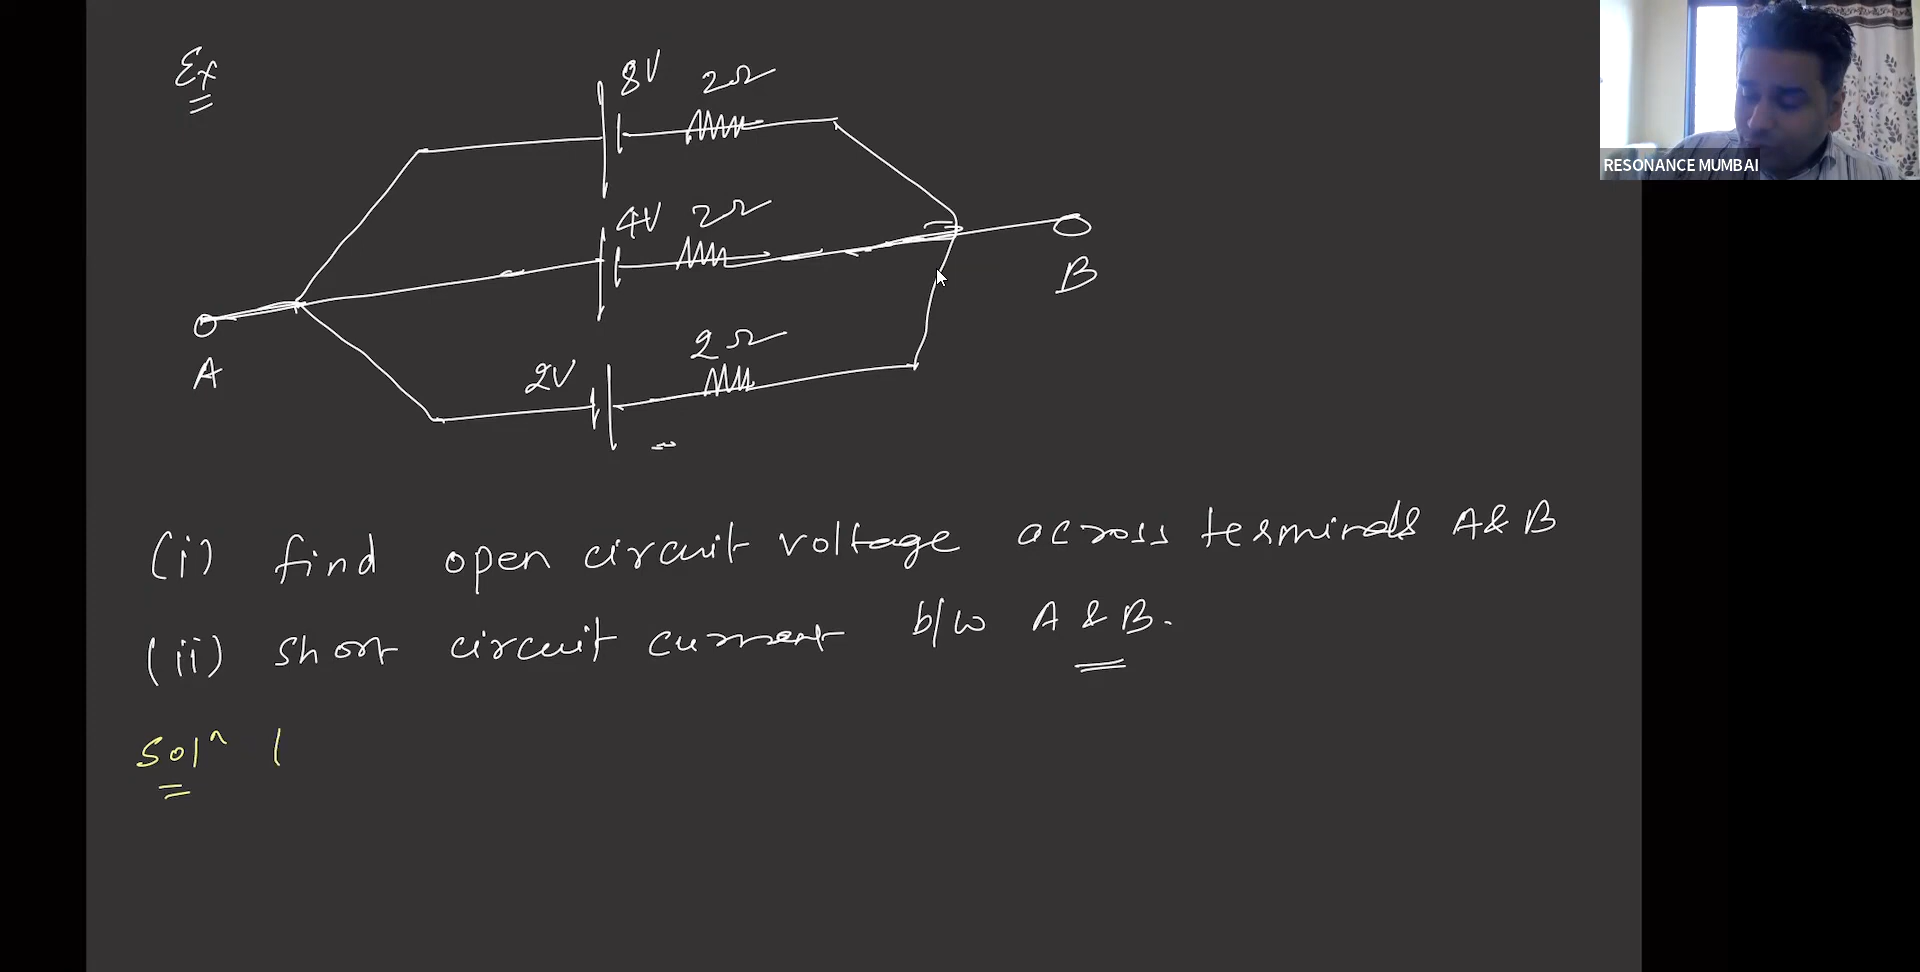 Ex
8V 2Ω
RESONANCE MUMBAI
4V 2Ω
B
2Ω
2V
A
(i) find open circuit voltage across terminals A & B
(ii) short circuit current b/w A & B.
Solⁿ (